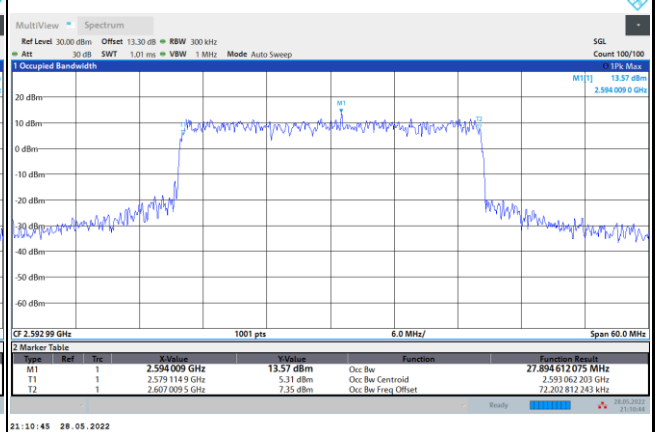 MultiView Spectrum
Ref Level 30.00 dBm Offset 13.30 dB RBW 300 kHz SGL
Att 30 dB SWT 1.01 ms VBW 1 MHz Mode Auto Sweep Count 100/100
1 Occupied Bandwidth 1Pk Max
M1[1] 13.57 dBm
2.594 009 0 GHz
20 dBm
M1
10 dBm
T2
0 dBm
-10 dBm
-20 dBm
-30 dBm
-40 dBm
-50 dBm
-60 dBm
CF 2.592 99 GHz 1001 pts 6.0 MHz/ Span 60.0 MHz
2 Marker Table
Type Ref Trc X-Value Y-Value Function Function Result
M1 1 2.594 009 GHz 13.57 dBm Occ Bw 27.894 612 075 MHz
T1 1 2.579 114 9 GHz 5.31 dBm Occ Bw Centroid 2.593 062 203 GHz
T2 1 2.607 009 5 GHz 7.35 dBm Occ Bw Freq Offset 72.202 812 243 kHz
Ready 28.05.2022
21:10:44
21:10:45 28.05.2022